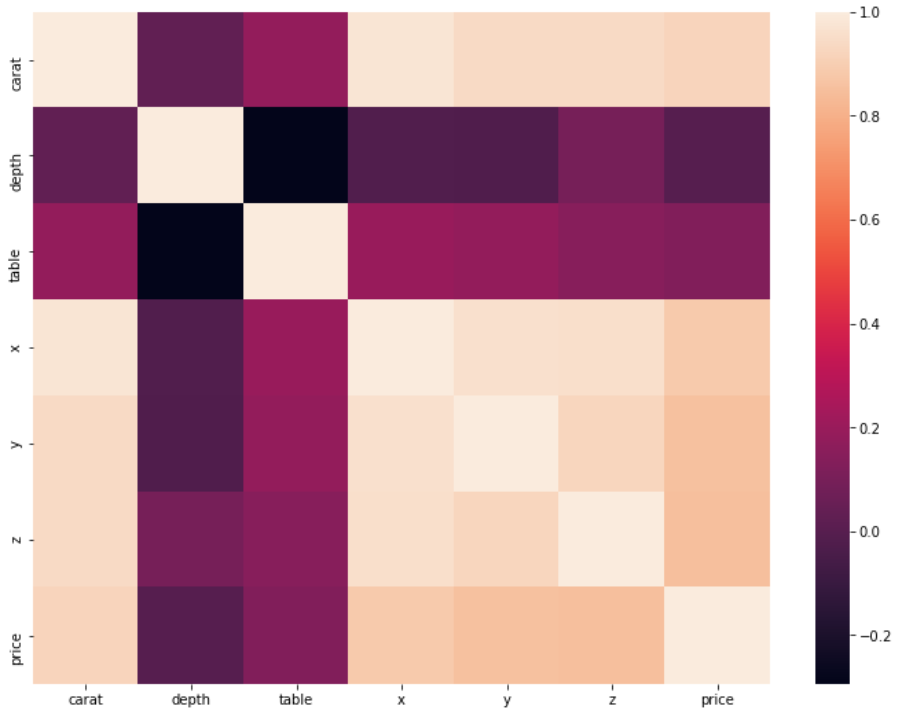 carat
depth
table
x
y
z
price
carat depth table x y z price
1.0
0.8
0.6
0.4
0.2
0.0
−0.2